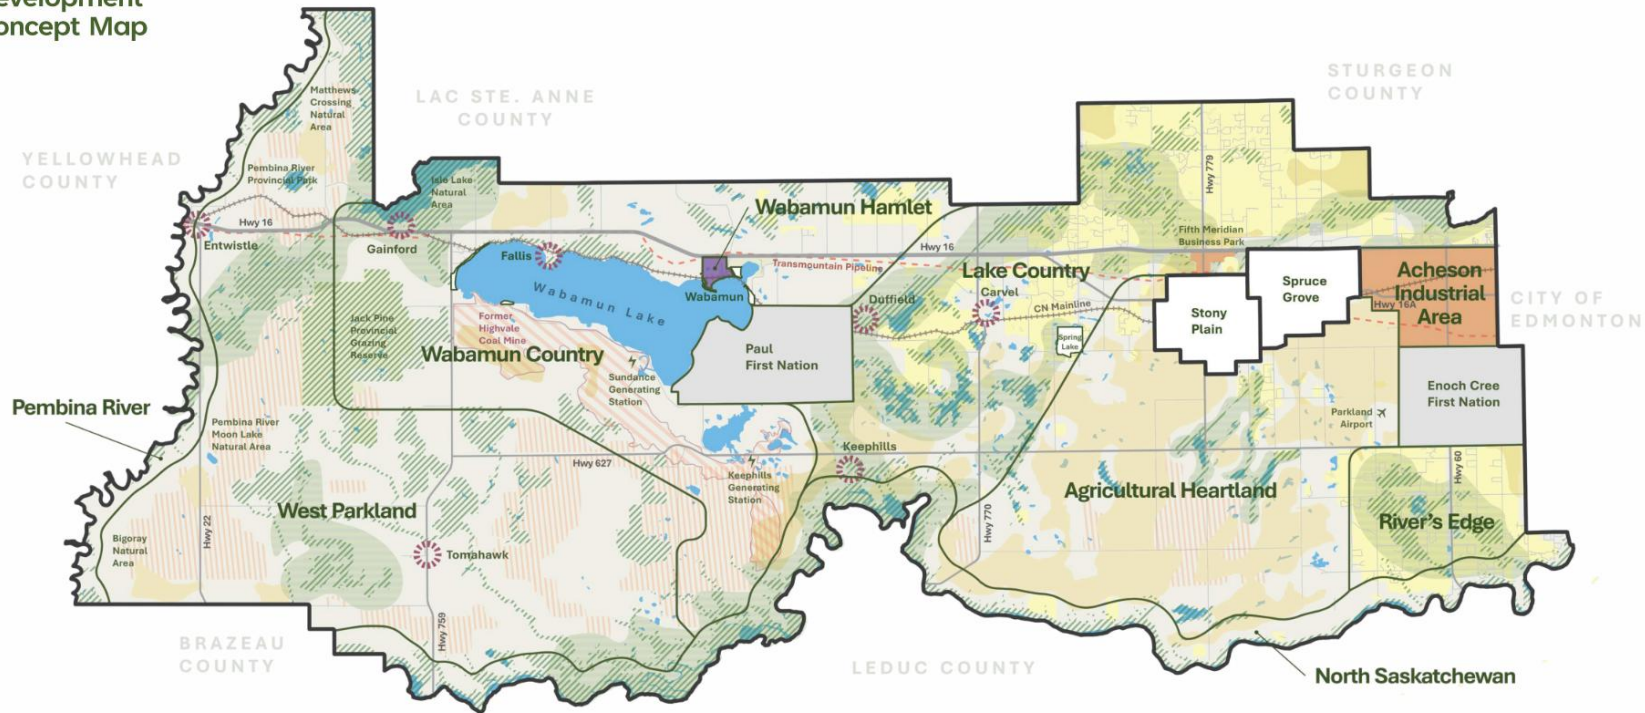 evelopment
oncept Map
STURGEON
COUNTY
LAC STE. ANNE
COUNTY
YELLOWHEAD
COUNTY
Matthews
Crossing
Natural
Area
Pembina River
Provincial Park
Isle Lake
Natural
Area
Hwy 779
Wabamun Hamlet
Hwy 16
Entwistle
Gainford
Fallis
Hwy 16
Fifth Meridian
Business Park
Transmountain Pipeline
Lake Country
Carvel
Wabamun Lake
Wabamun
Duffield
CN Mainline
Spruce
Grove
Acheson
Industrial
Area
Hwy 16A
CITY OF
EDMONTON
Stony
Plain
Spring
Lake
Former
Highvale
Coal Mine
Jack Pine
Provincial
Grazing
Reserve
Wabamun Country
Paul
First Nation
Sundance
Generating
Station
Enoch Cree
First Nation
Parkland
Airport
Pembina River
Pembina River
Moon Lake
Natural Area
Hwy 627
Keephills
Keephills
Generating
Station
Hwy 60
Agricultural Heartland
West Parkland
River's Edge
Hwy 22
Hwy 770
Bigoray
Natural
Area
Tomahawk
Hwy 759
BRAZEAU
COUNTY
LEDUC COUNTY
North Saskatchewan